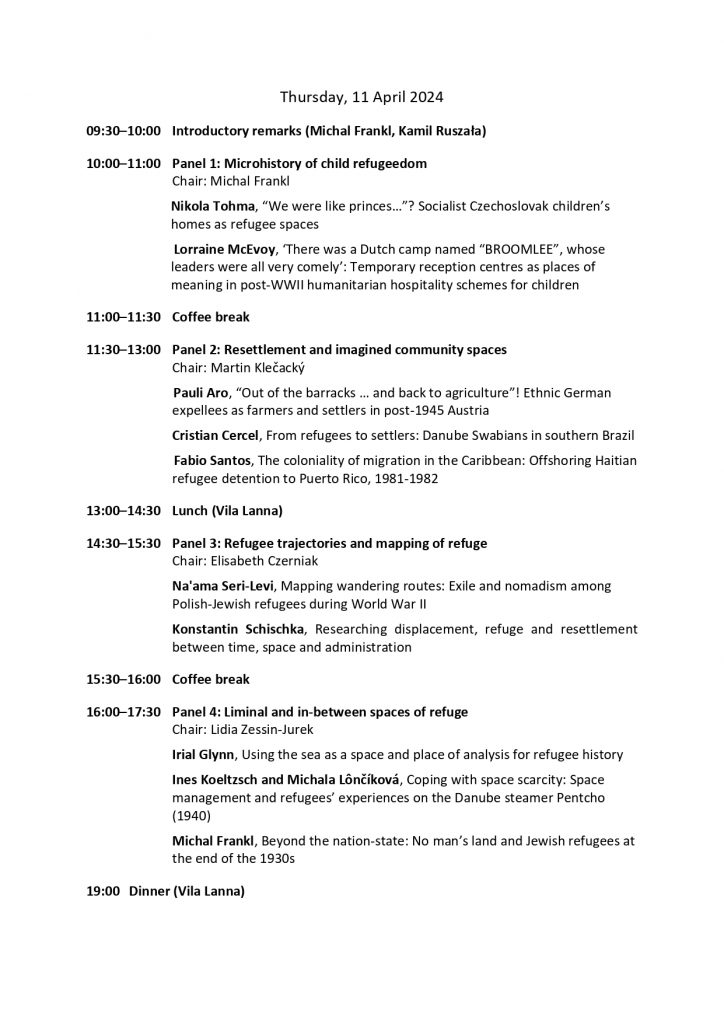 Thursday, 11 April 2024
09:30–10:00 Introductory remarks (Michal Frankl, Kamil Ruszała)
10:00–11:00 Panel 1: Microhistory of child refugeedom
Chair: Michal Frankl
Nikola Tohma, “We were like princes…”? Socialist Czechoslovak children’s
homes as refugee spaces
Lorraine McEvoy, ‘There was a Dutch camp named “BROOMLEE”, whose
leaders were all very comely’: Temporary reception centres as places of
meaning in post-WWII humanitarian hospitality schemes for children
11:00–11:30 Coffee break
11:30–13:00 Panel 2: Resettlement and imagined community spaces
Chair: Martin Klečacký
Pauli Aro, “Out of the barracks … and back to agriculture”! Ethnic German
expellees as farmers and settlers in post-1945 Austria
Cristian Cercel, From refugees to settlers: Danube Swabians in southern Brazil
Fabio Santos, The coloniality of migration in the Caribbean: Offshoring Haitian
refugee detention to Puerto Rico, 1981-1982
13:00–14:30 Lunch (Vila Lanna)
14:30–15:30 Panel 3: Refugee trajectories and mapping of refuge
Chair: Elisabeth Czerniak
Na'ama Seri-Levi, Mapping wandering routes: Exile and nomadism among
Polish-Jewish refugees during World War II
Konstantin Schischka, Researching displacement, refuge and resettlement
between time, space and administration
15:30–16:00 Coffee break
16:00–17:30 Panel 4: Liminal and in-between spaces of refuge
Chair: Lidia Zessin-Jurek
Irial Glynn, Using the sea as a space and place of analysis for refugee history
Ines Koeltzsch and Michala Lônčíková, Coping with space scarcity: Space
management and refugees’ experiences on the Danube steamer Pentcho
(1940)
Michal Frankl, Beyond the nation-state: No man’s land and Jewish refugees at
the end of the 1930s
19:00 Dinner (Vila Lanna)